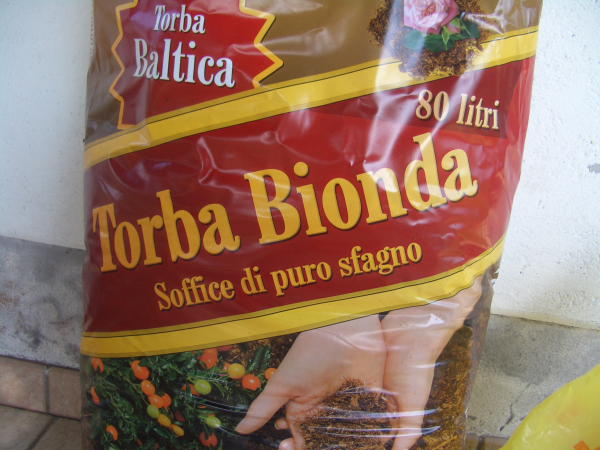 Torba
Baltica
80 litri
Torba Bionda
Soffice di puro sfagno